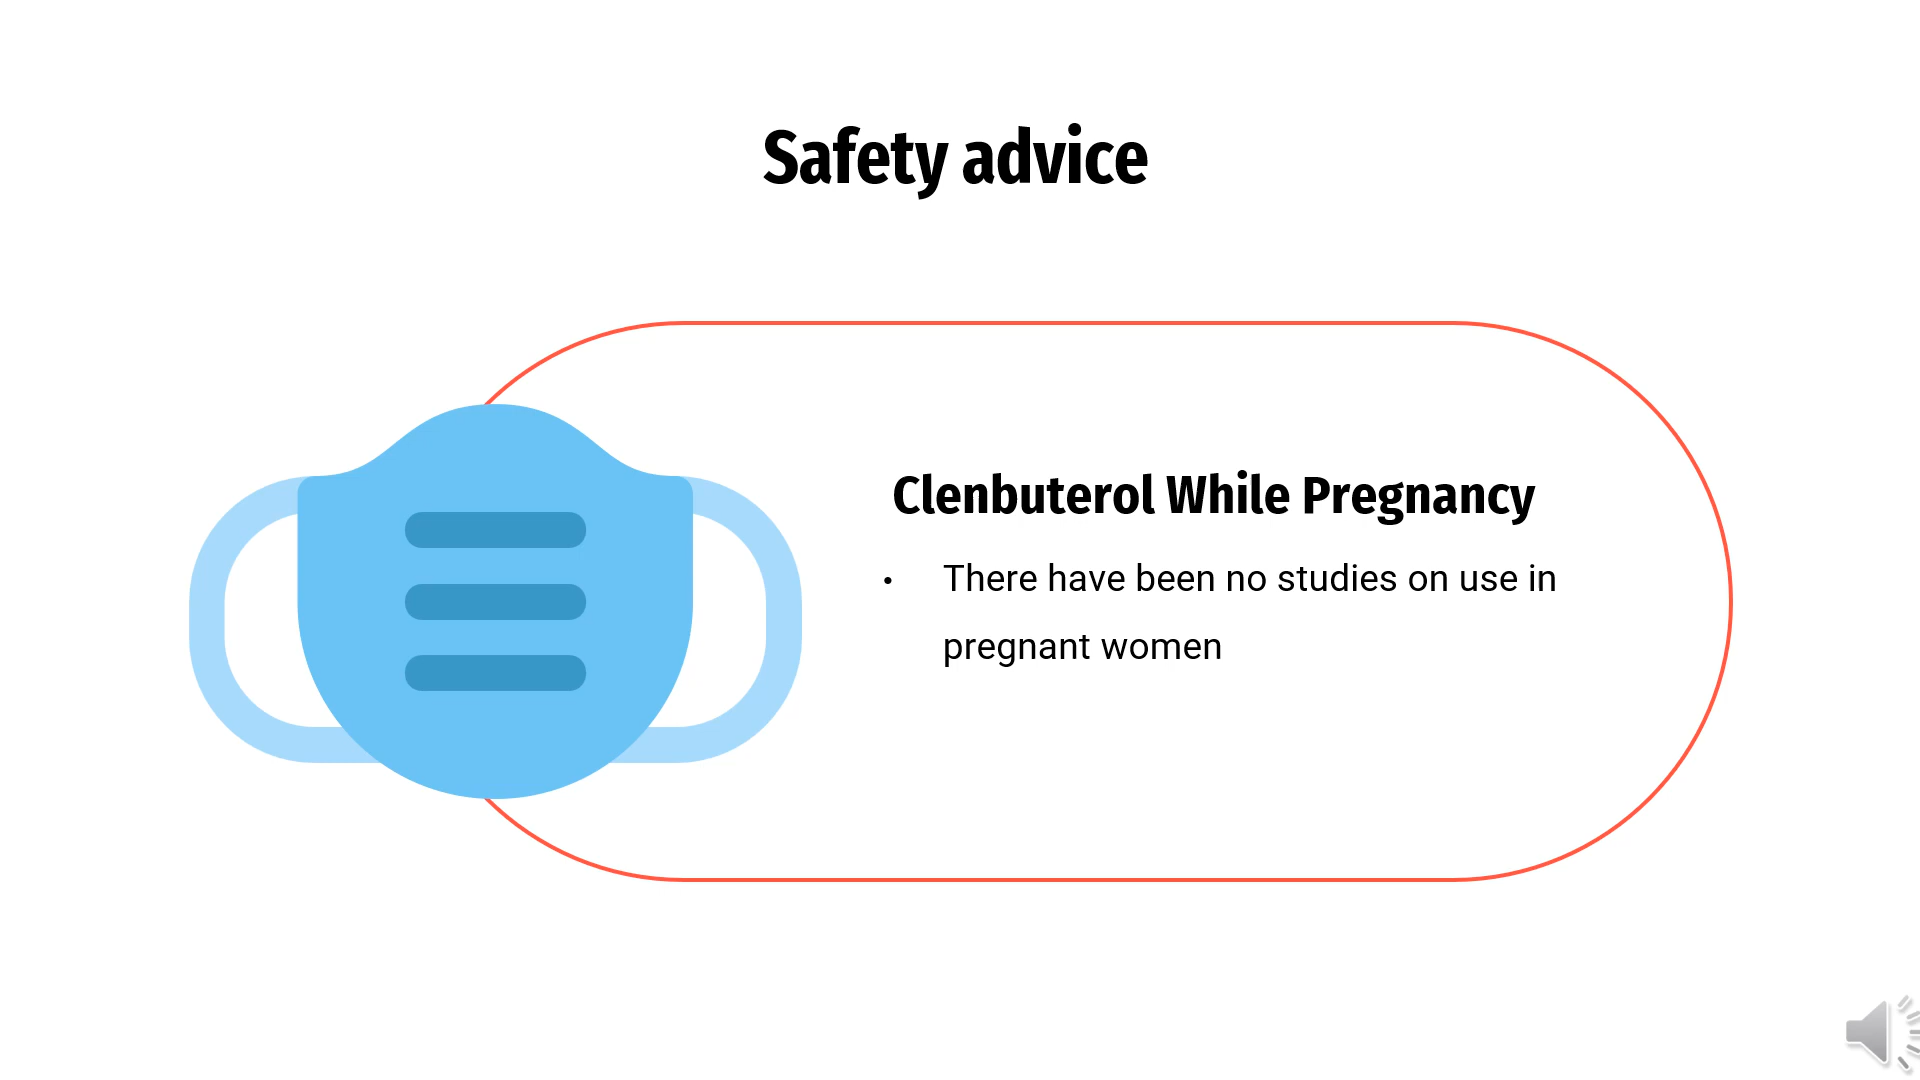 Safety advice
Clenbuterol While Pregnancy
• There have been no studies on use in
pregnant women